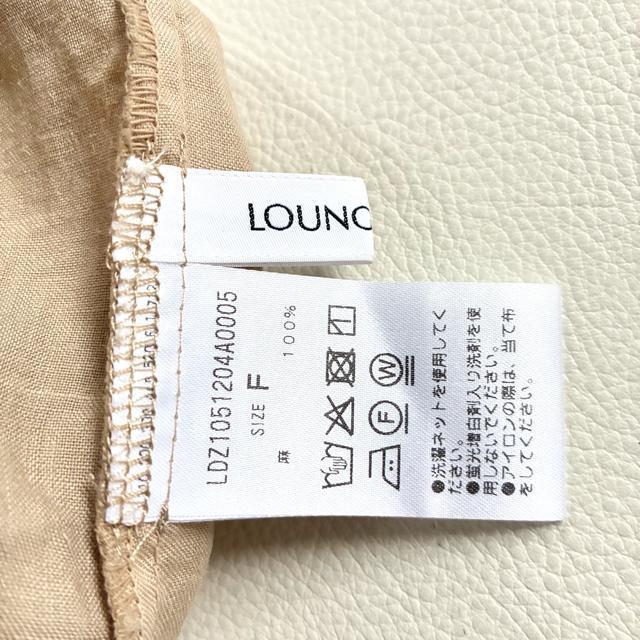 LOUNG
LDZ1051204A0005
SIZE F
麻 100%
W
F
●洗濯ネットを使用してく
ださい。
●蛍光増白剤入り洗剤を使
用しないでください。
●アイロンの際は、当て布
をしてください。